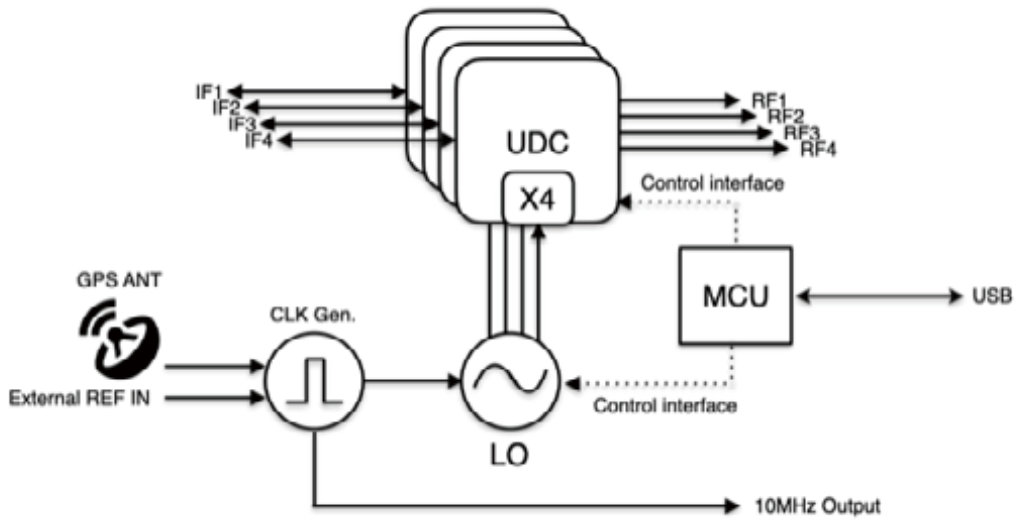 IF1
IF2
IF3
IF4
UDC
X4
RF1
RF2
RF3
RF4
Control interface
GPS ANT
CLK Gen.
MCU
USB
External REF IN
Control interface
LO
10MHz Output